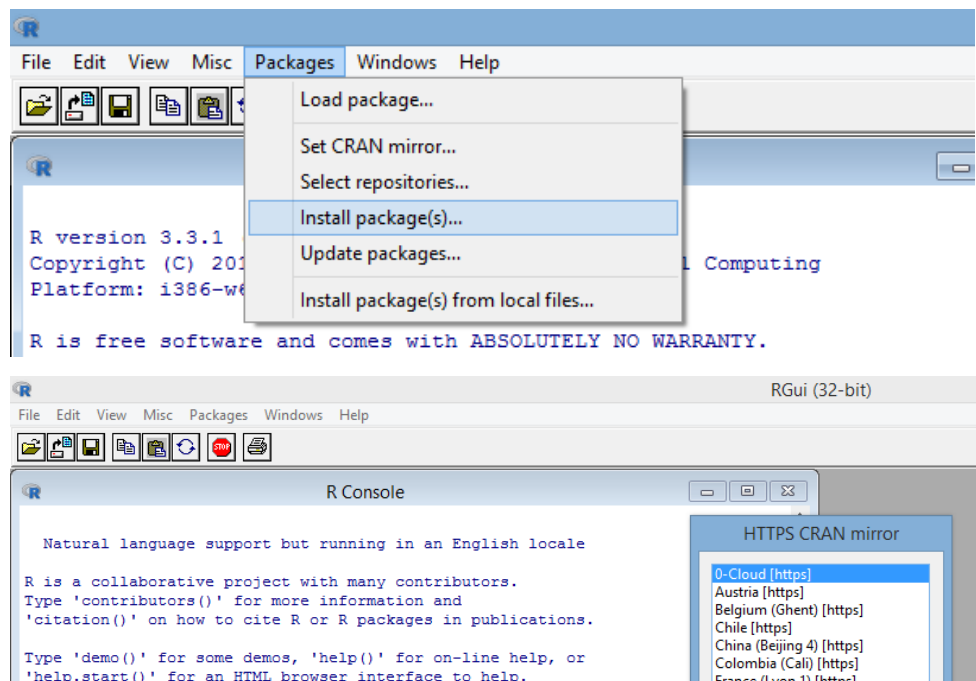 File Edit View Misc Packages Windows Help
Load package...
Set CRAN mirror...
Select repositories...
Install package(s)...
Update packages...
Install package(s) from local files...
R version 3.3.1
Copyright (C) 201 l Computing
Platform: i386-w
R is free software and comes with ABSOLUTELY NO WARRANTY.
RGui (32-bit)
File Edit View Misc Packages Windows Help
STOP
R Console
Natural language support but running in an English locale
R is a collaborative project with many contributors.
Type 'contributors()' for more information and
'citation()' on how to cite R or R packages in publications.
Type 'demo()' for some demos, 'help()' for on-line help, or
'help.start()' for an HTML browser interface to help.
HTTPS CRAN mirror
0-Cloud [https]
Austria [https]
Belgium (Ghent) [https]
Chile [https]
China (Beijing 4) [https]
Colombia (Cali) [https]
France (Lyon 1) [https]